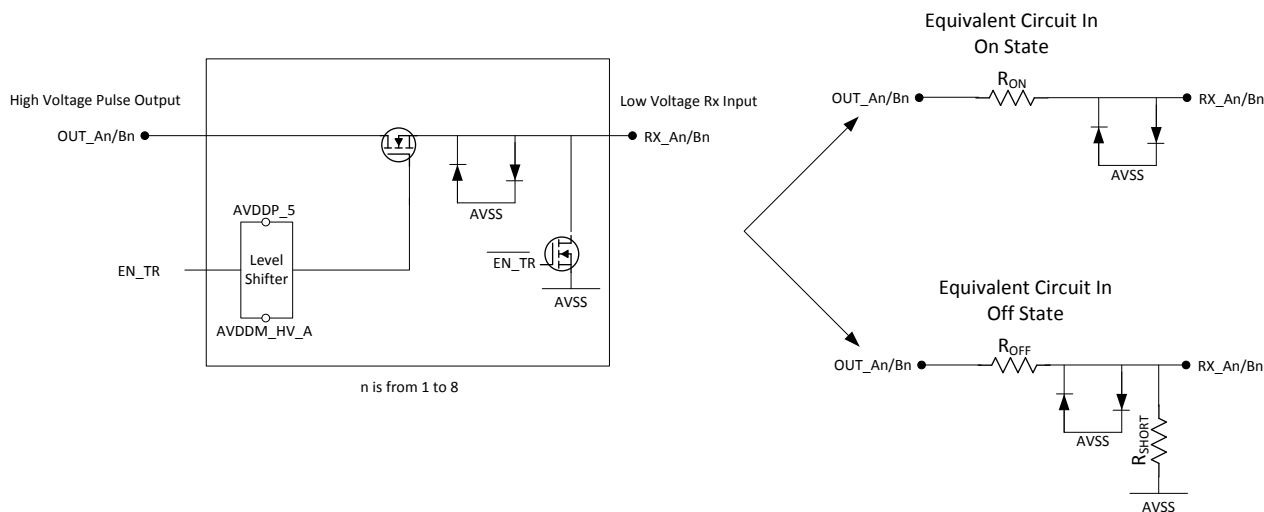 High Voltage Pulse Output
OUT_An/Bn
Low Voltage Rx Input
RX_An/Bn
AVSS
AVDDP_5
EN_TR
Level
Shifter
AVDDM_HV_A
EN_TR
AVSS
n is from 1 to 8
Equivalent Circuit In
On State
OUT_An/Bn
RON
RX_An/Bn
AVSS
Equivalent Circuit In
Off State
OUT_An/Bn
ROFF
RX_An/Bn
AVSS
RSHORT
AVSS